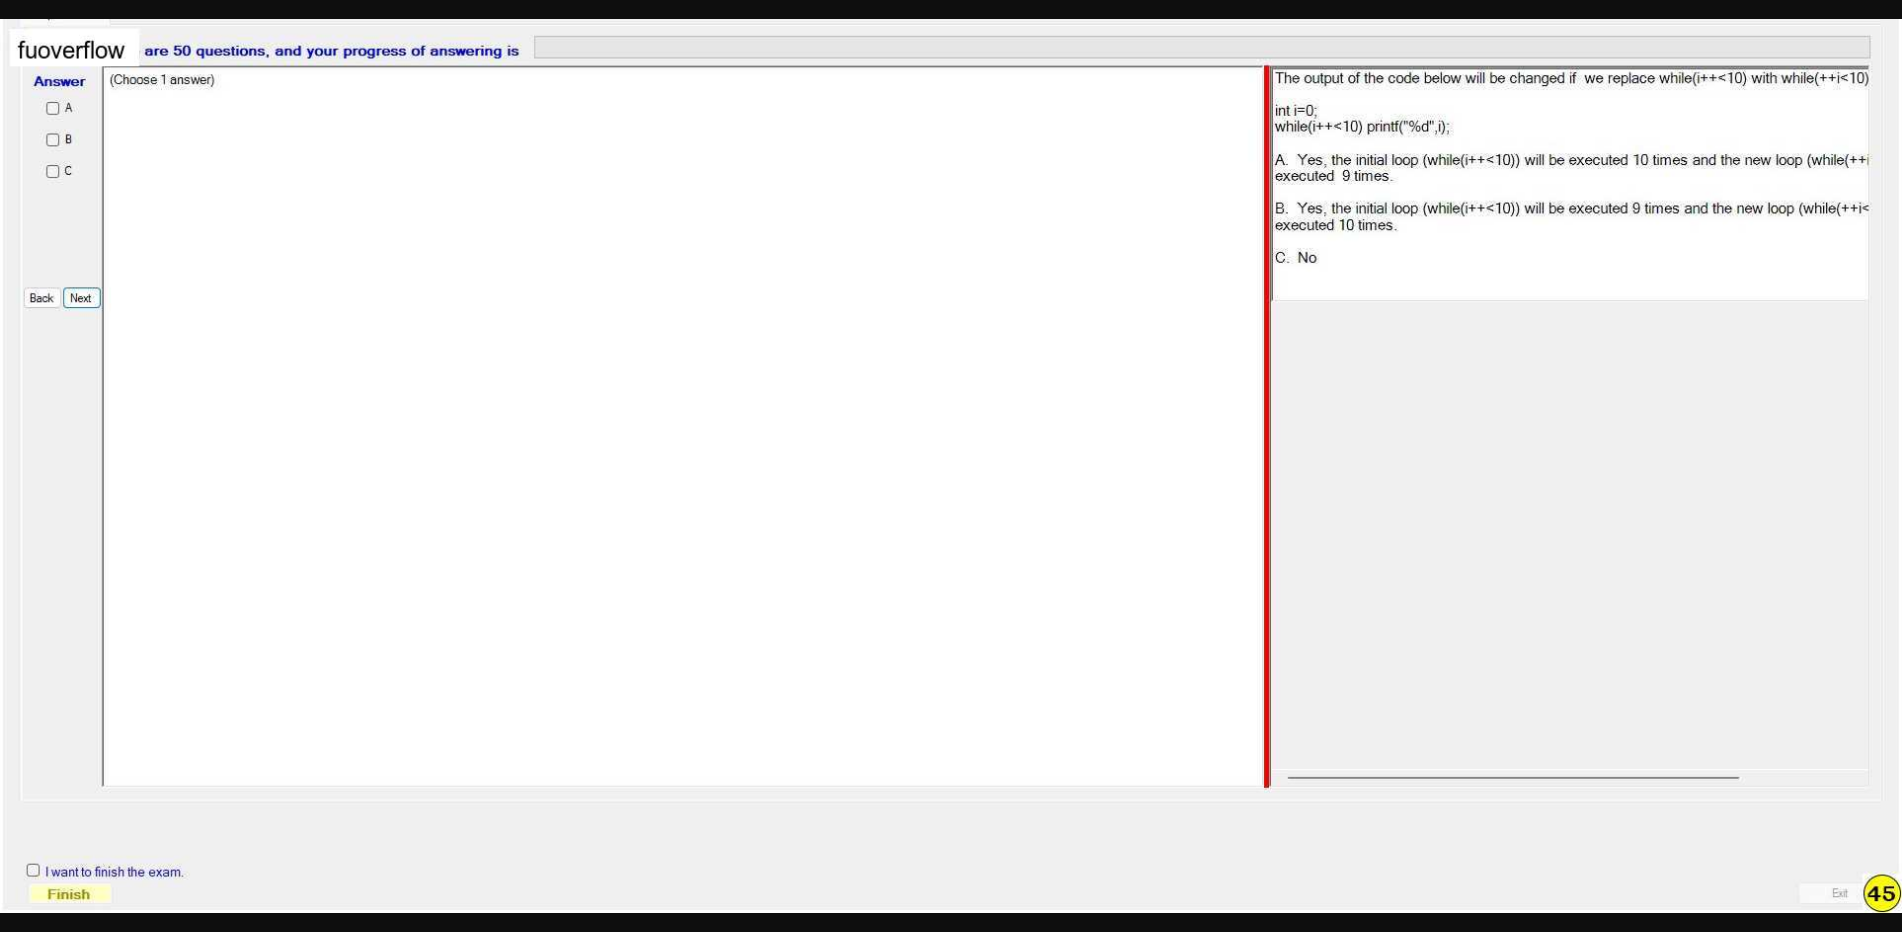 fuoverflow are 50 questions, and your progress of answering is
Answer
(Choose 1 answer)
A
B
C
Back Next
The output of the code below will be changed if we replace while(i++<10) with while(++i<10)
int i=0;
while(i++<10) printf("%d",i);
A. Yes, the initial loop (while(i++<10)) will be executed 10 times and the new loop (while(++i
executed 9 times.
B. Yes, the initial loop (while(i++<10)) will be executed 9 times and the new loop (while(++i<
executed 10 times.
C. No
I want to finish the exam.
Finish
Exit
45